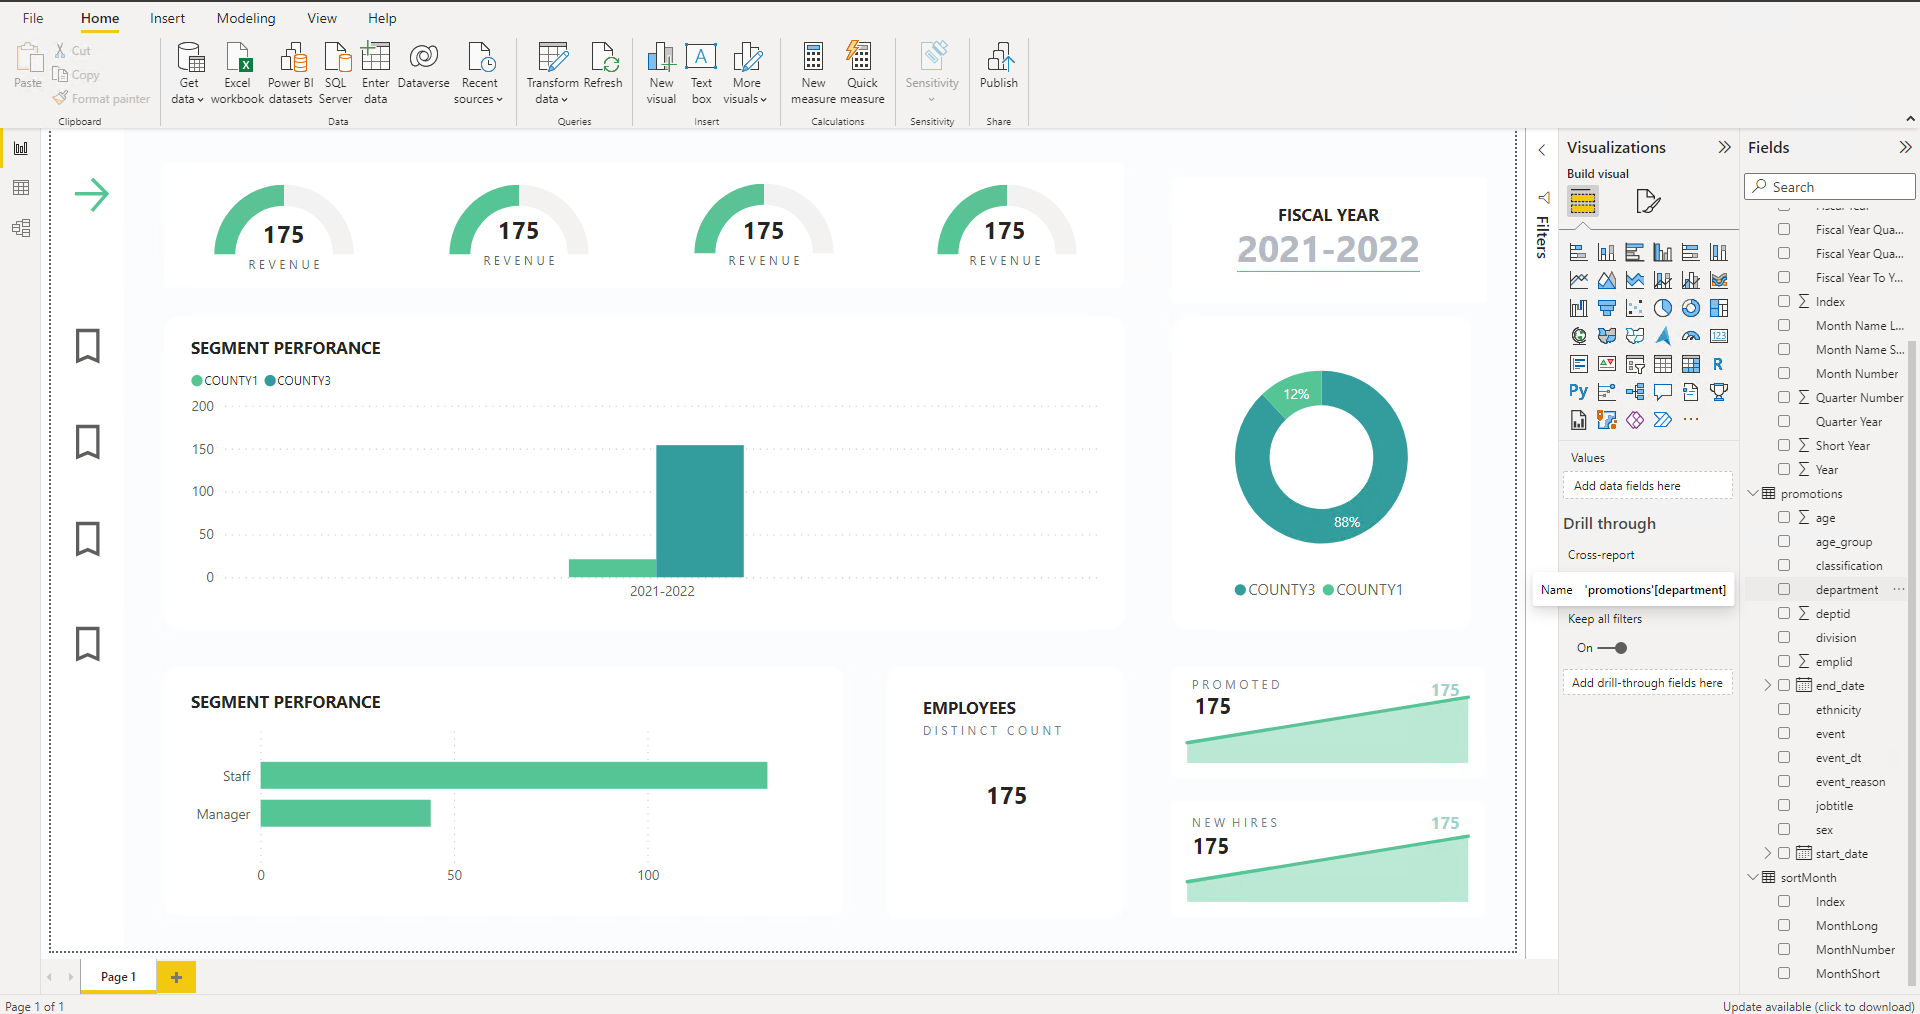 File Home Insert Modeling View Help
Paste Cut Copy Format painter
Clipboard
Get data Excel workbook Power BI datasets SQL Server Enter data Dataverse Recent sources
Data
Transform data Refresh
Queries
New visual Text box More visuals
Insert
New measure Quick measure
Calculations
Sensitivity
Sensitivity
Publish
Share
175
REVENUE
175
REVENUE
175
REVENUE
175
REVENUE
FISCAL YEAR
2021-2022
SEGMENT PERFORANCE
COUNTY1 COUNTY3
200
150
100
50
0
2021-2022
12%
88%
COUNTY3 COUNTY1
SEGMENT PERFORANCE
Staff
Manager
0 50 100
EMPLOYEES
DISTINCT COUNT
175
PROMOTED
175
175
NEW HIRES
175
175
Page 1
Page 1 of 1
Filters
Visualizations
Build visual
123
R
Py
Values
Add data fields here
Drill through
Cross-report
Name 'promotions'[department]
Keep all filters
On
Add drill-through fields here
Fields
Search
Fiscal Year Qua...
Fiscal Year Qua...
Fiscal Year To Y...
Index
Month Name L...
Month Name S...
Month Number
Quarter Number
Quarter Year
Short Year
Year
promotions
age
age_group
classification
department
deptid
division
emplid
end_date
ethnicity
event
event_dt
event_reason
jobtitle
sex
start_date
sortMonth
Index
MonthLong
MonthNumber
MonthShort
Update available (click to download)